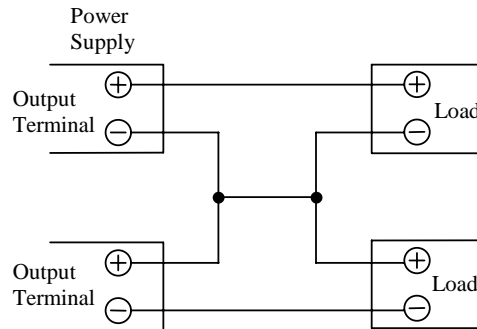 Power
Supply
+
+
Output
Terminal
Load
−
−
+
+
Output
Terminal
Load
−
−